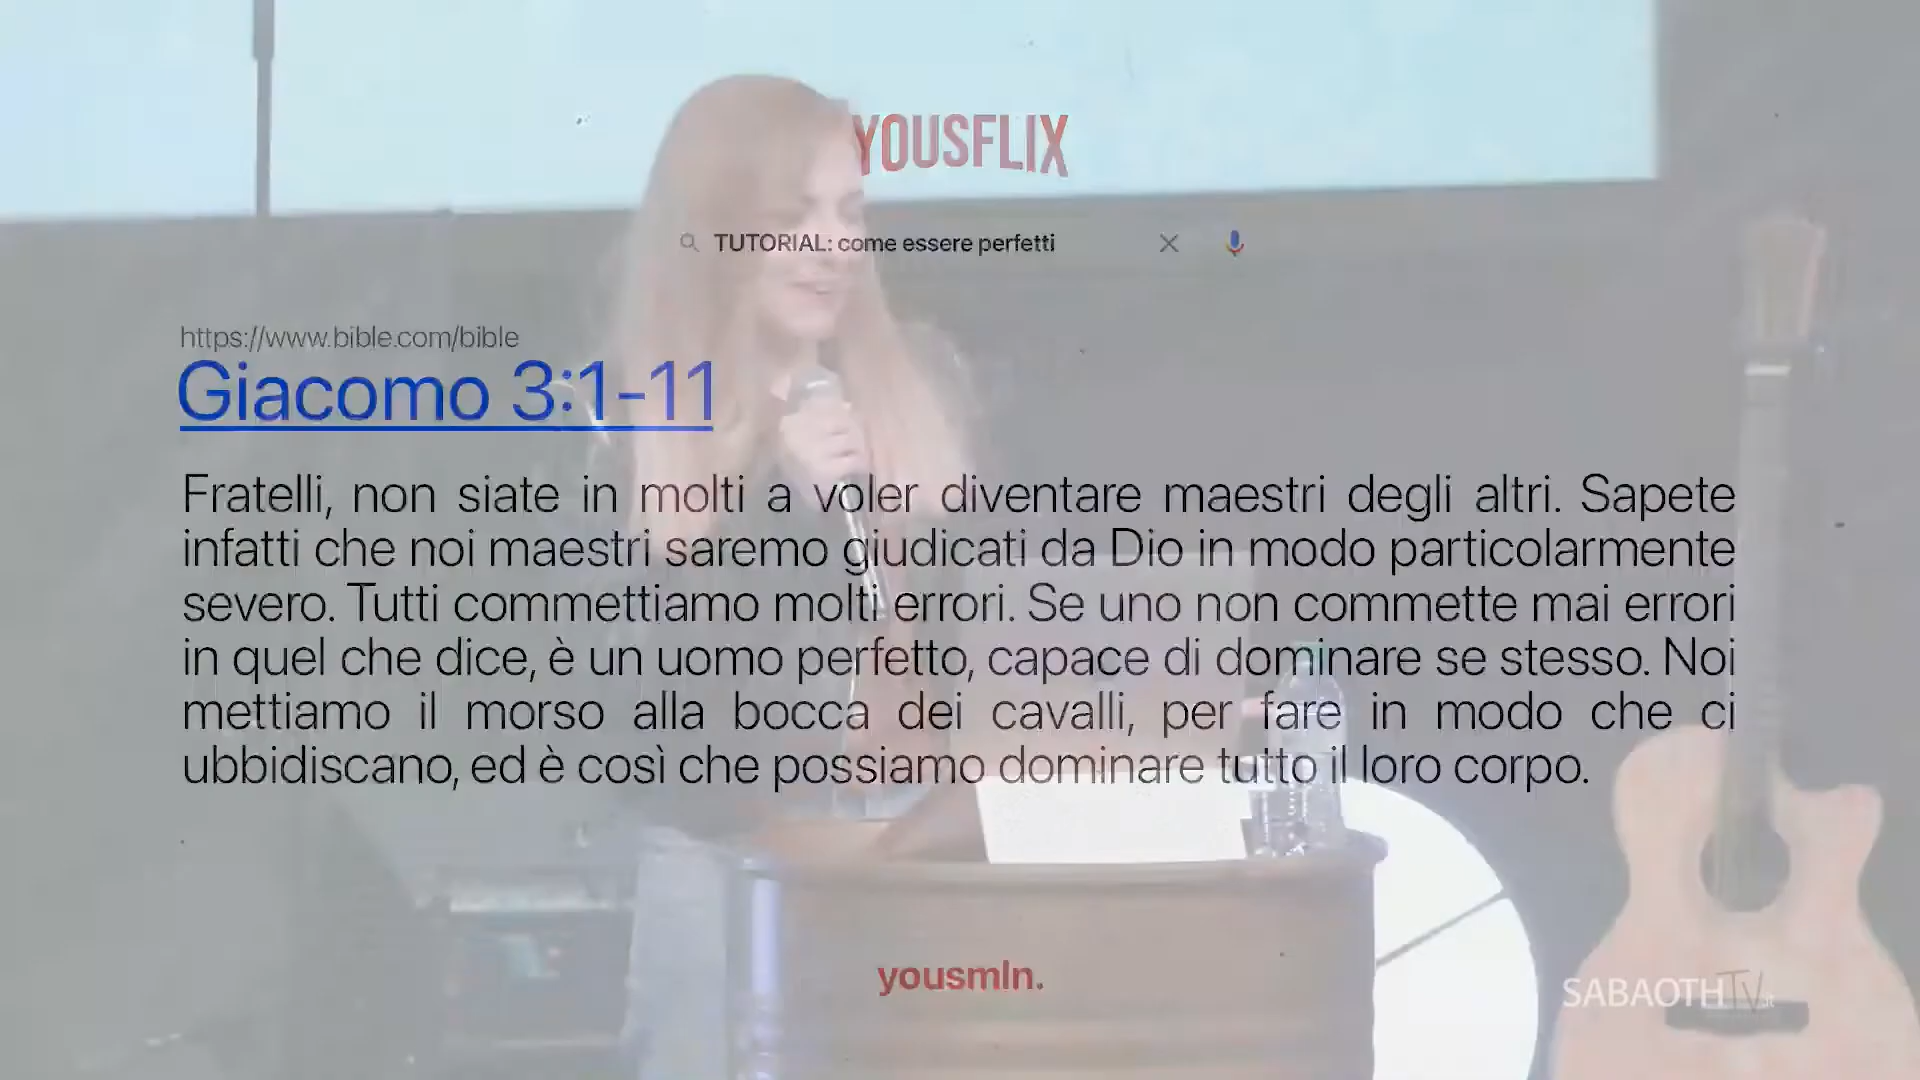 YOUSFLIX
TUTORIAL: come essere perfetti
https://www.bible.com/bible
Giacomo 3:1-11
Fratelli, non siate in molti a voler diventare maestri degli altri. Sapete
infatti che noi maestri saremo giudicati da Dio in modo particolarmente
severo. Tutti commettiamo molti errori. Se uno non commette mai errori
in quel che dice, è un uomo perfetto, capace di dominare se stesso. Noi
mettiamo il morso alla bocca dei cavalli, per fare in modo che ci
ubbidiscano, ed è così che possiamo dominare tutto il loro corpo.
yousmln.
SABAOTHTV.it